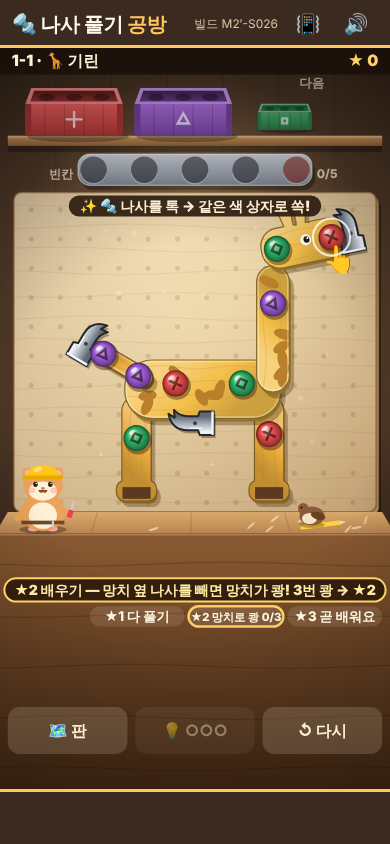 🔩 나사 풀기 공방 빌드 M2′-S026 📳 🔊
1-1 · 🦒 기린 ★ 0
다음
빈칸 0/5
✨ 🔩 나사를 톡 → 같은 색 상자로 쏙!
★2 배우기 — 망치 옆 나사를 빼면 망치가 쾅! 3번 쾅 → ★2
★1 다 풀기 ★2 망치로 쾅 0/3 ★3 곧 배워요
🗺️ 판 💡 ○○○ ↺ 다시